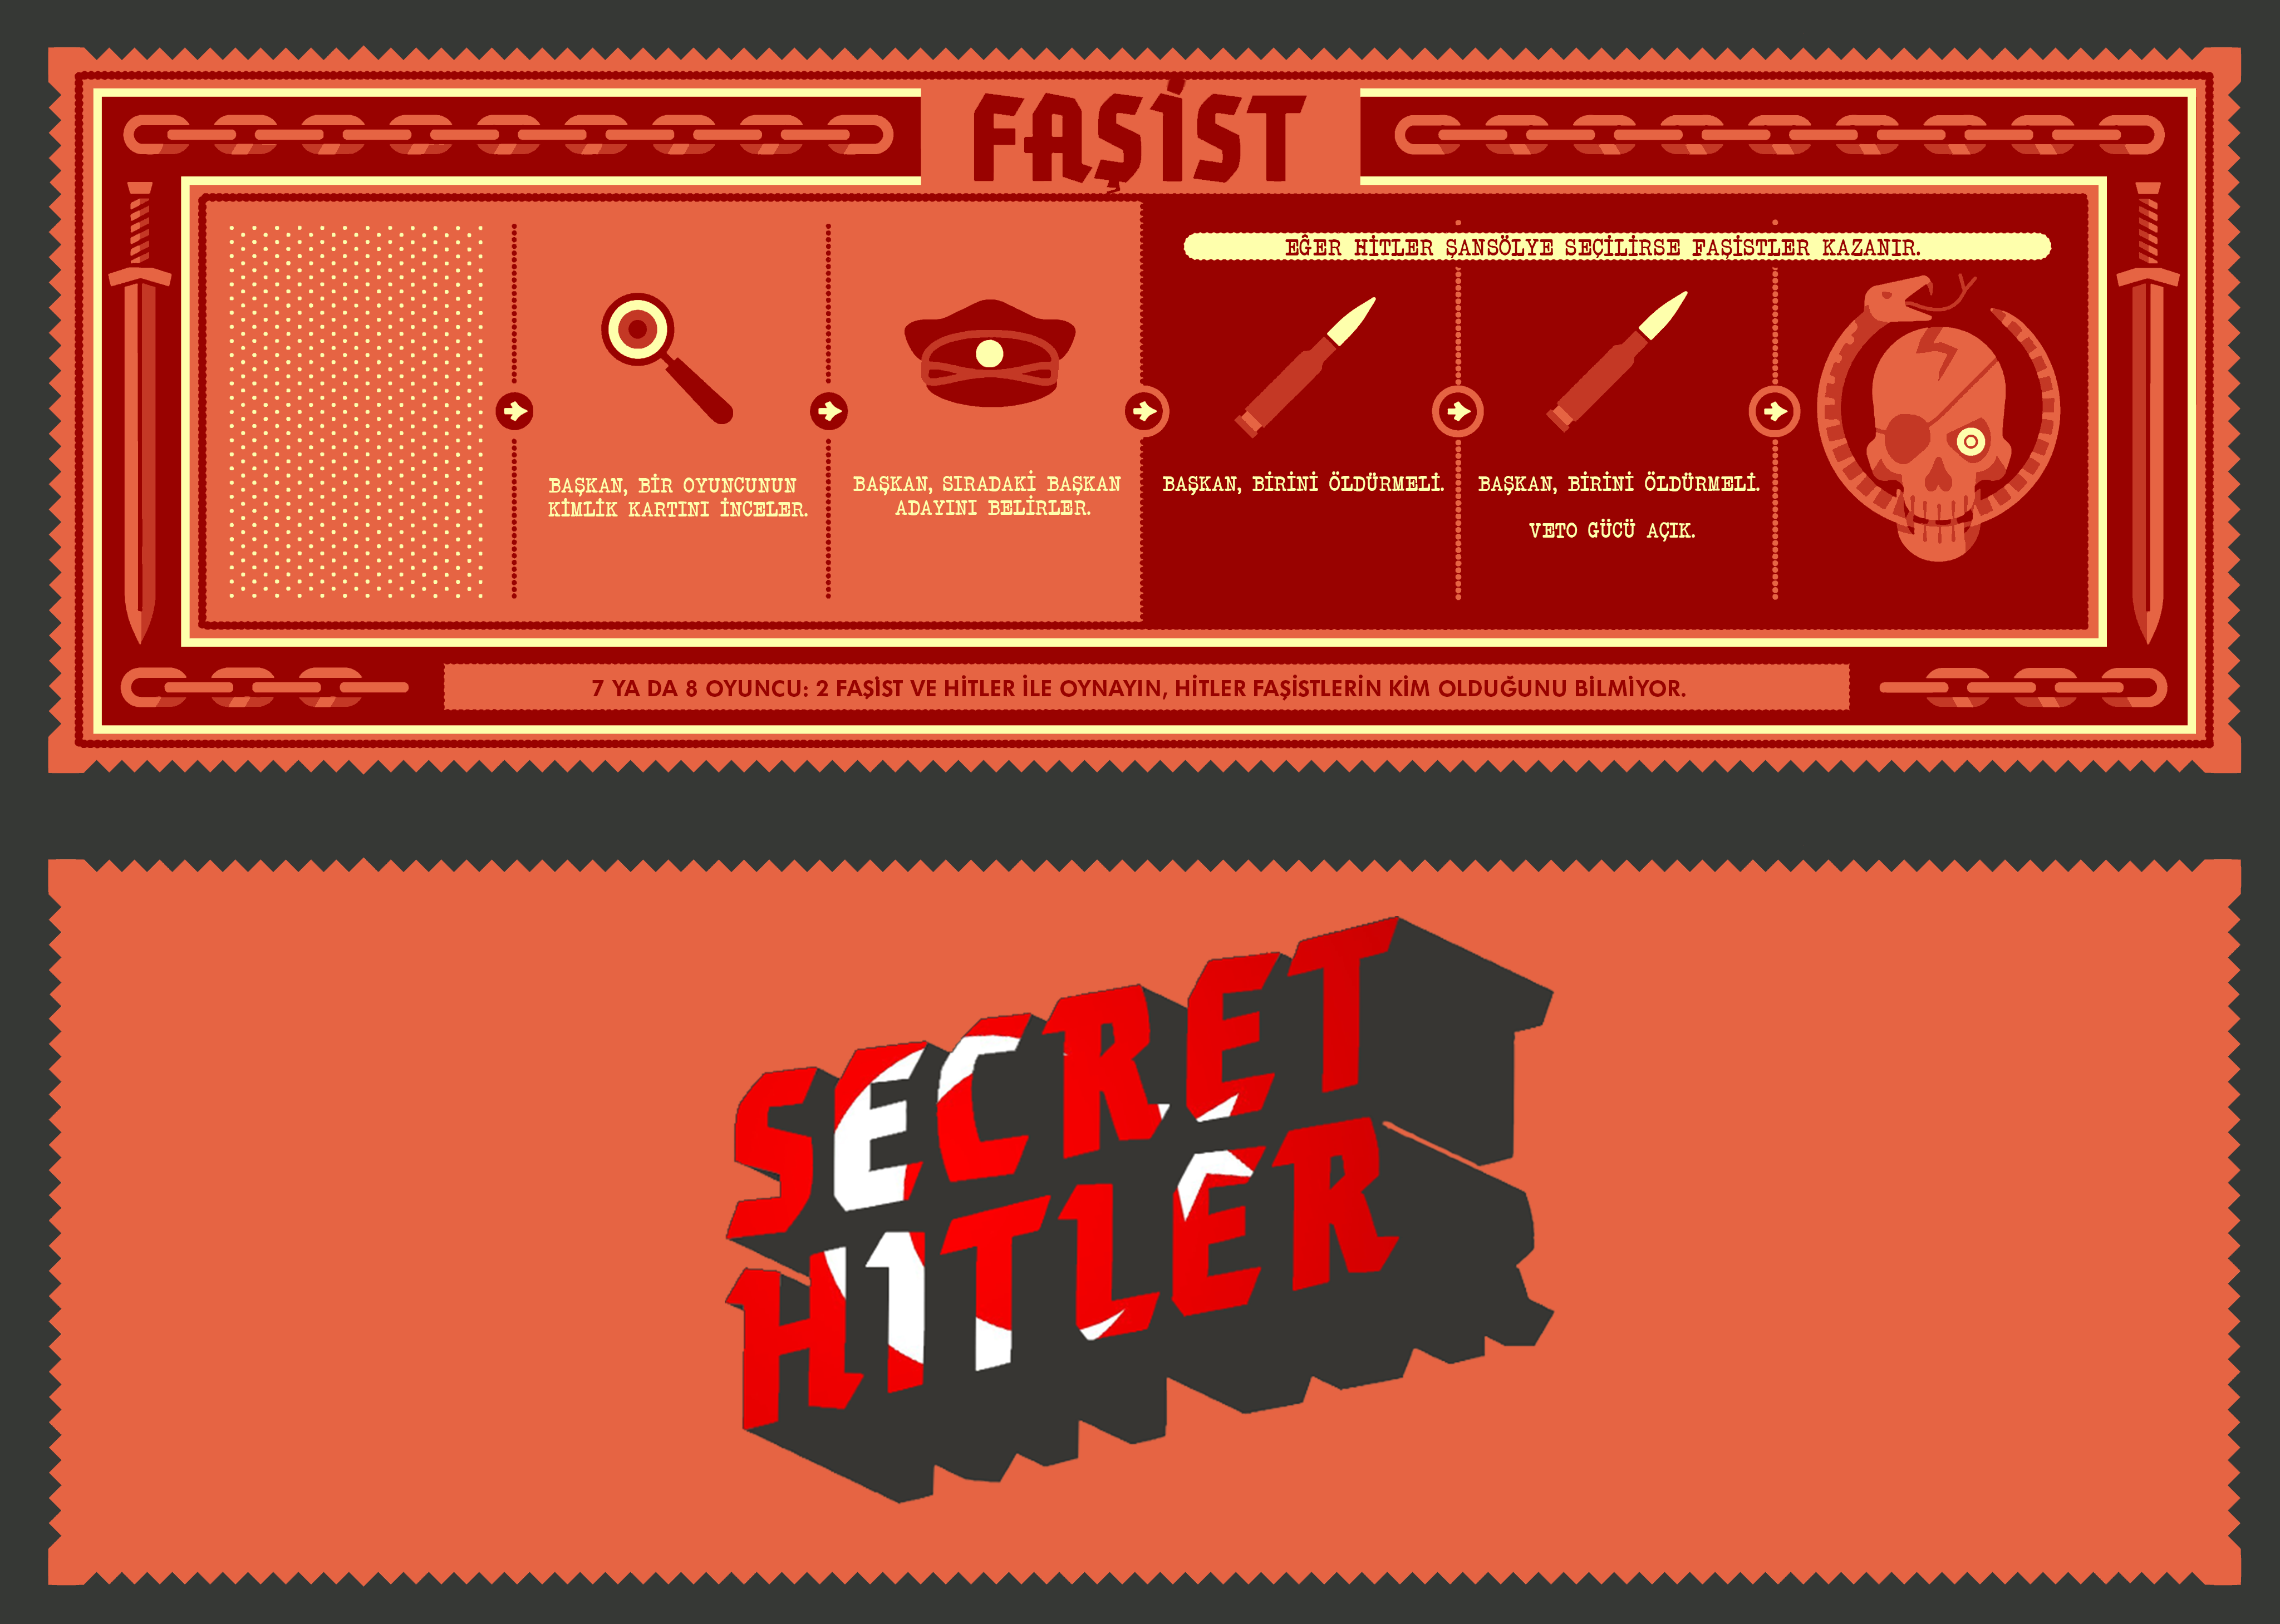 FAŞİST
EĞER HİTLER ŞANSÖLYE SEÇİLİRSE FAŞİSTLER KAZANIR.
BAŞKAN, BİR OYUNCUNUN
KİMLİK KARTINI İNCELER.
BAŞKAN, SIRADAKİ BAŞKAN
ADAYINI BELİRLER.
BAŞKAN, BİRİNİ ÖLDÜRMELİ.
BAŞKAN, BİRİNİ ÖLDÜRMELİ.
VETO GÜCÜ AÇIK.
7 YA DA 8 OYUNCU: 2 FAŞİST VE HİTLER İLE OYNAYIN, HİTLER FAŞİSTLERİN KİM OLDUĞUNU BİLMİYOR.
SECRET
HITLER